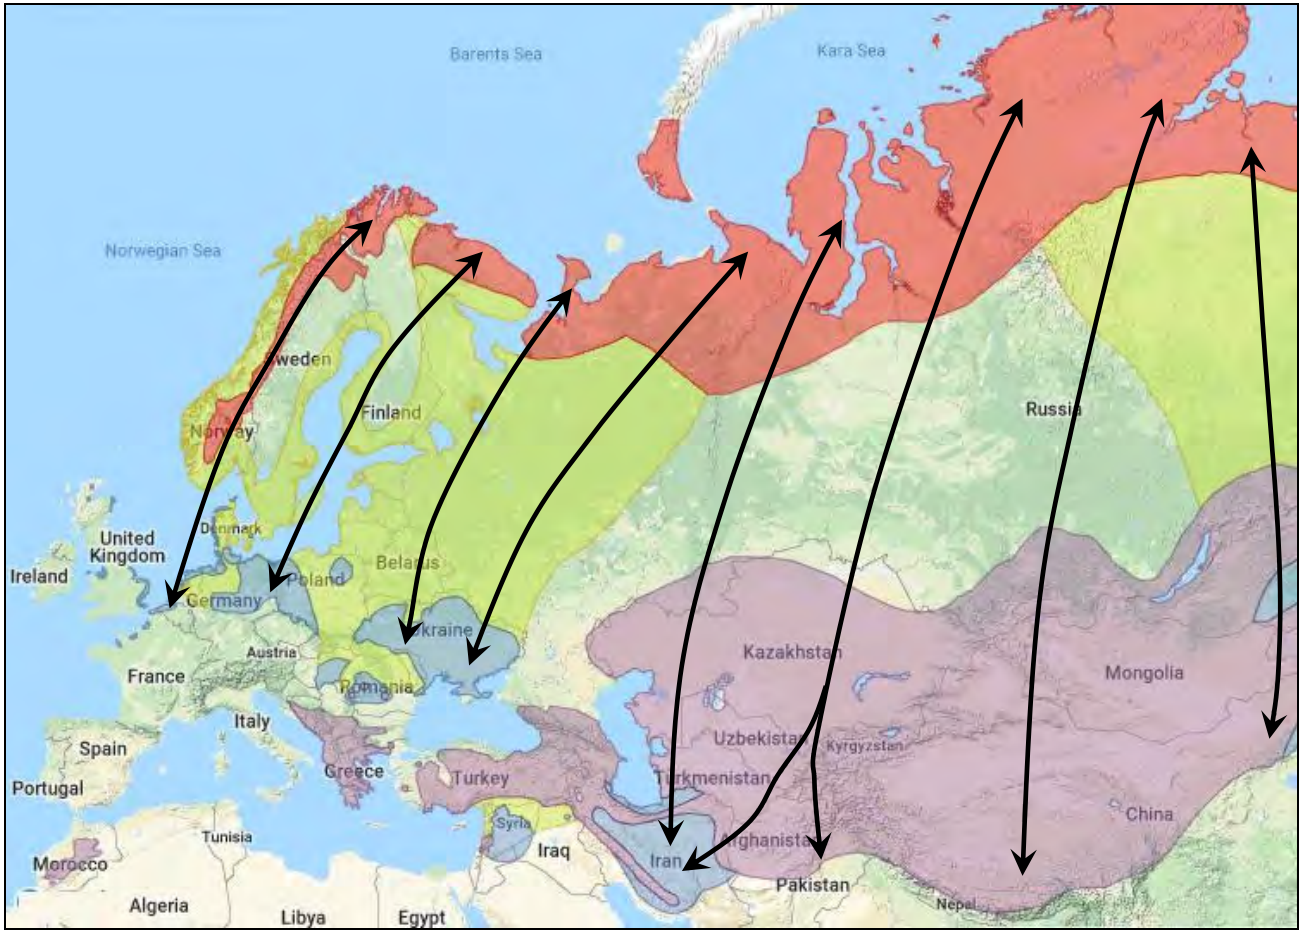 Barents Sea
Kara Sea
Norwegian Sea
Sweden
Finland
Norway
Russia
Denmark
United
Kingdom
Ireland
Belarus
Poland
Germany
Ukraine
Austria
France
Kazakhstan
Mongolia
Romania
Italy
Spain
Uzbekistan
Kyrgyzstan
Greece
Turkey
Turkmenistan
Portugal
China
Syria
Tunisia
Afghanistan
Iraq
Iran
Morocco
Pakistan
Nepal
Algeria
Libya
Egypt